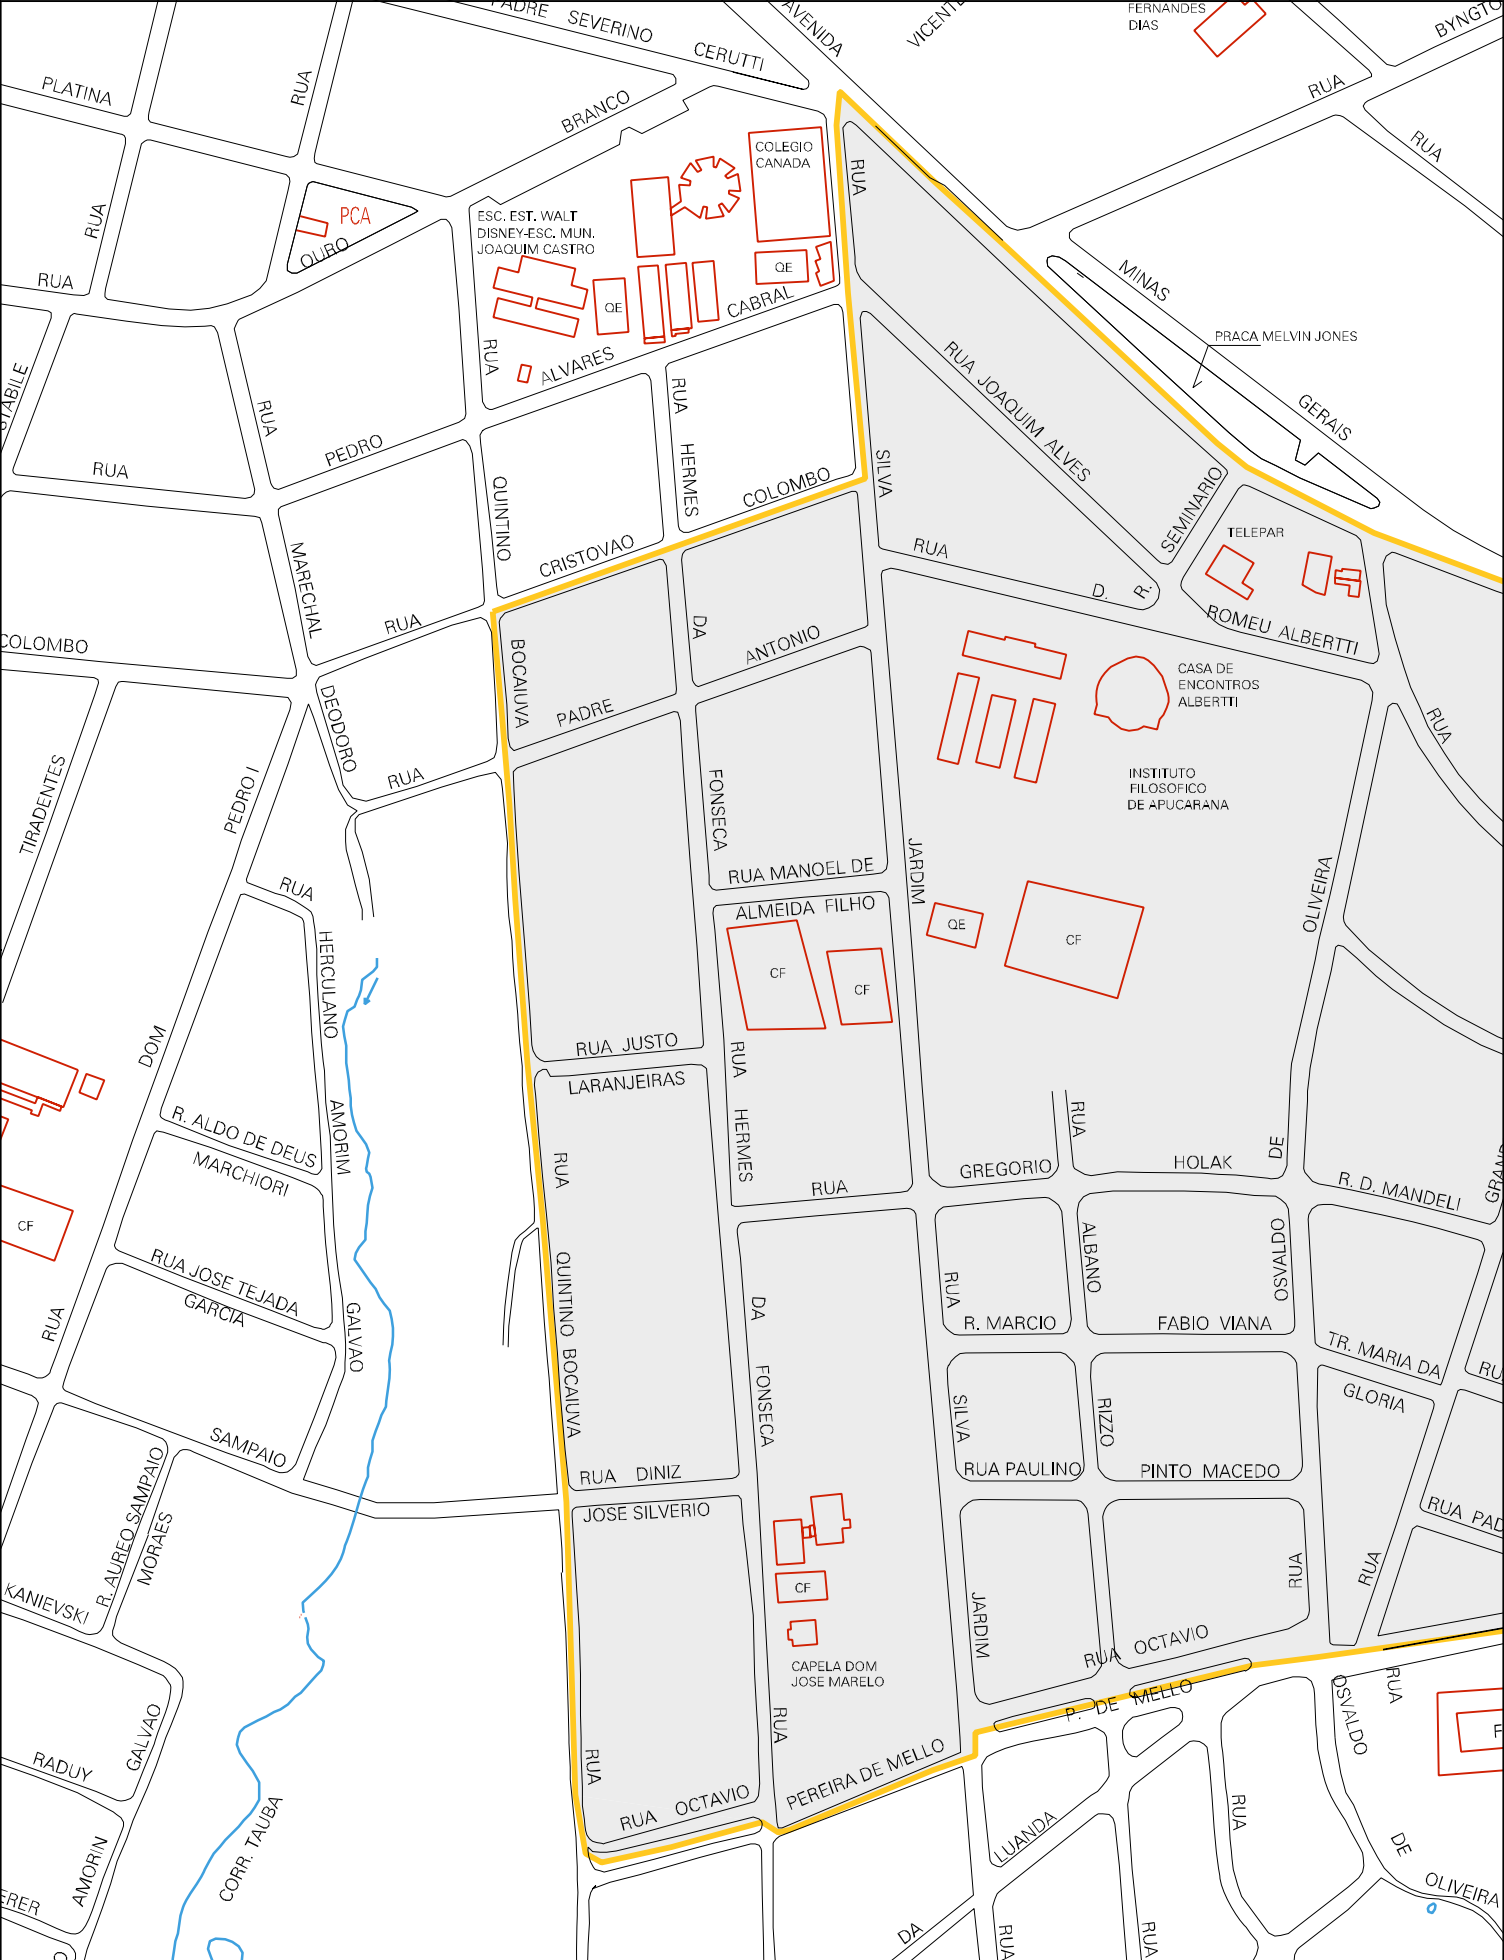 PADRE SEVERINO CERUTTI
AVENIDA
FERNANDES
DIAS
RUA
PLATINA
RUA
BRANCO
RUA
COLEGIO
CANADA
RUA
PCA
OURO
RUA
RUA
ESC. EST. WALT
DISNEY-ESC. MUN.
JOAQUIM CASTRO
QE
QE
ALVARES CABRAL
RUA
MINAS GERAIS
PRACA MELVIN JONES
RUA JOAQUIM ALVES
RUA
RUA HERMES
RUA
PEDRO
QUINTINO
COLOMBO
CRISTOVAO
SILVA
SEMINARIO
TELEPAR
RUA D. R.
ROMEU ALBERTTI
MARECHAL
RUA
COLOMBO
BOCAIUVA
DA
ANTONIO
PADRE
CASA DE
ENCONTROS
ALBERTTI
RUA
DEODORO
RUA
TIRADENTES
PEDRO I
FONSECA
INSTITUTO
FILOSOFICO
DE APUCARANA
RUA MANOEL DE
ALMEIDA FILHO
JARDIM
OLIVEIRA
RUA
HERCULANO
CF
CF
QE
CF
DOM
RUA JUSTO
LARANJEIRAS
RUA
HERMES
R. ALDO DE DEUS
MARCHIORI
AMORIM
RUA
RUA
GREGORIO
RUA
HOLAK
DE
R. D. MANDELI
CF
RUA JOSE TEJADA
GARCIA
RUA
GALVAO
QUINTINO BOCAIUVA
DA
FONSECA
RUA
R. MARCIO
ALBANO
FABIO VIANA
OSVALDO
TR. MARIA DA
GLORIA
SAMPAIO
R. AUREO SAMPAIO
MORAES
RUA DINIZ
JOSE SILVERIO
SILVA
RUA PAULINO
RIZZO
PINTO MACEDO
RUA PAD
KANIEVSKI
CF
JARDIM
RUA
RUA
RUA OCTAVIO
P. DE MELLO
CAPELA DOM
JOSE MARELO
RUA
OSVALDO
RUA
RADUY
GALVAO
RUA
RUA OCTAVIO
PEREIRA DE MELLO
CORR. TAUBA
AMORIN
LUANDA
RUA
DE
OLIVEIRA
DA
RUA
RUA